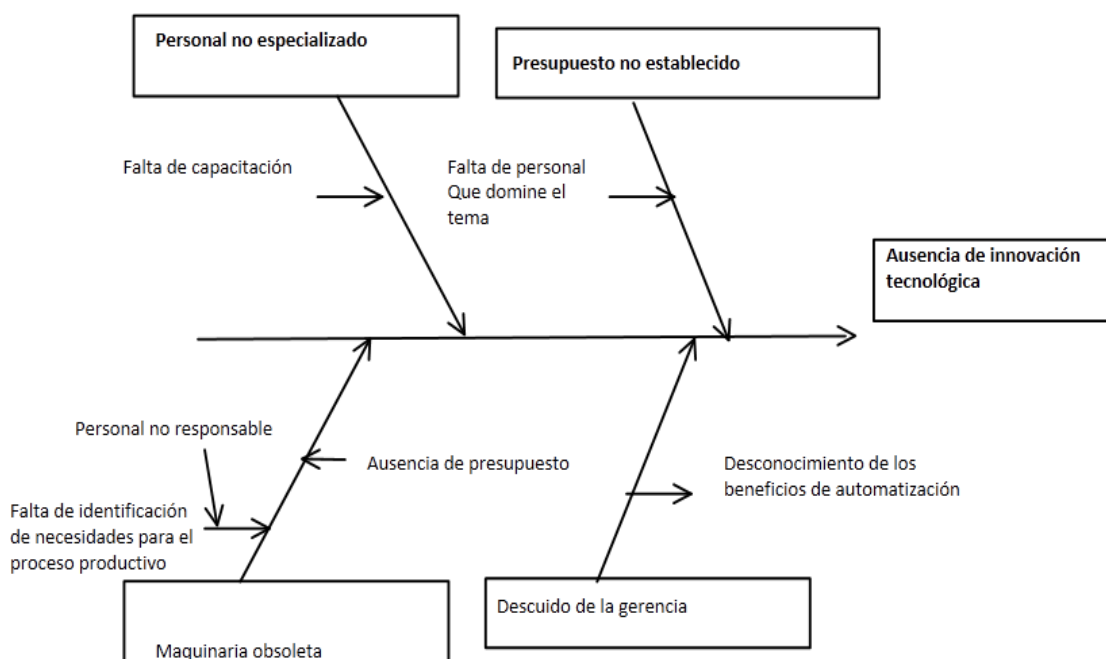 Personal no especializado
Presupuesto no establecido
Falta de capacitación
Falta de personal
Que domine el
tema
Ausencia de innovación
tecnológica
Personal no responsable
Ausencia de presupuesto
Desconocimiento de los
beneficios de automatización
Falta de identificación
de necesidades para el
proceso productivo
Descuido de la gerencia
Maquinaria obsoleta